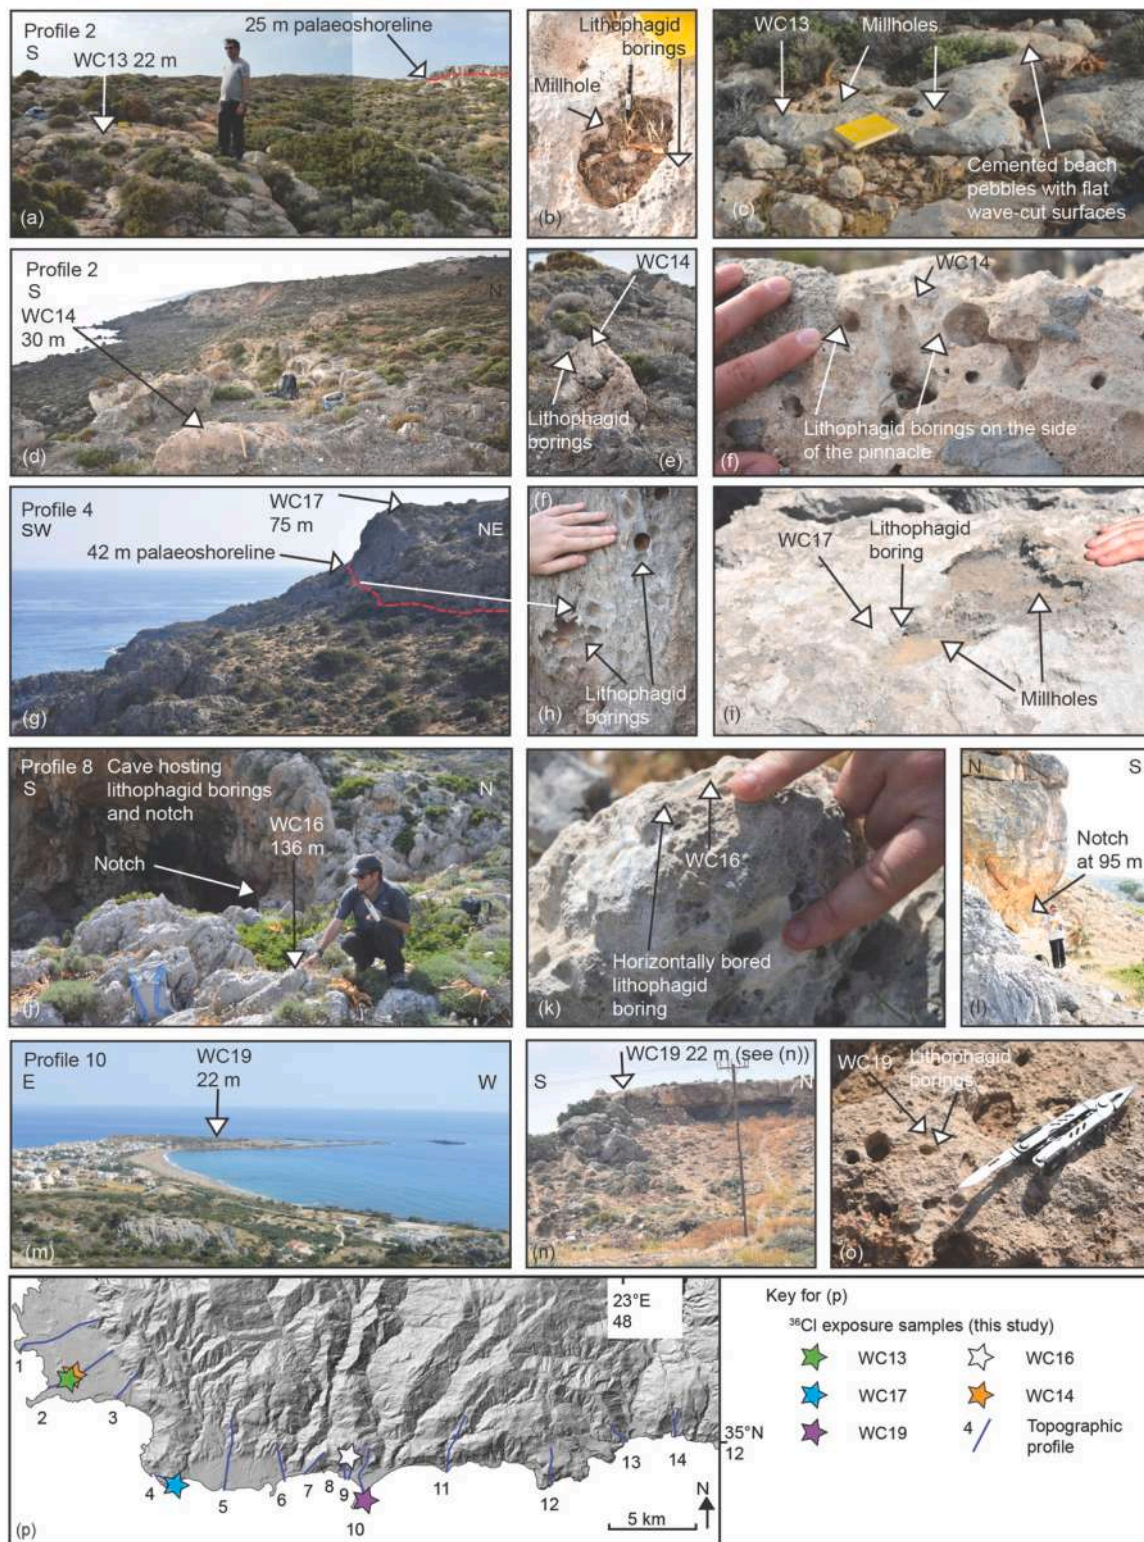 Profile 2
S
WC13 22 m
25 m palaeoshoreline
(a)
Lithophagid
borings
Millhole
(b)
WC13
Millholes
Cemented beach
pebbles with flat
wave-cut surfaces
(c)
Profile 2
S
N
WC14
30 m
(d)
WC14
Lithophagid
borings
(e)
WC14
Lithophagid borings on the side
of the pinnacle
(f)
Profile 4
SW
WC17
75 m
NE
42 m palaeoshoreline
(g)
(f)
Lithophagid
borings
(h)
WC17
Lithophagid
boring
Millholes
(i)
Profile 8
S
Cave hosting
lithophagid borings
and notch
N
WC16
136 m
Notch
(j)
WC16
Horizontally bored
lithophagid
boring
(k)
N
S
Notch
at 95 m
(l)
Profile 10
E
WC19
22 m
W
(m)
WC19 22 m (see (n))
S
N
(n)
WC19
Lithophagid
borings
(o)
23°E
48
1
2
3
4
5
6
7
8
9
10
11
12
13
14
35°N
12
N
5 km
(p)
Key for (p)
³⁶Cl exposure samples (this study)
WC13
WC16
WC17
WC14
WC19
4
Topographic
profile